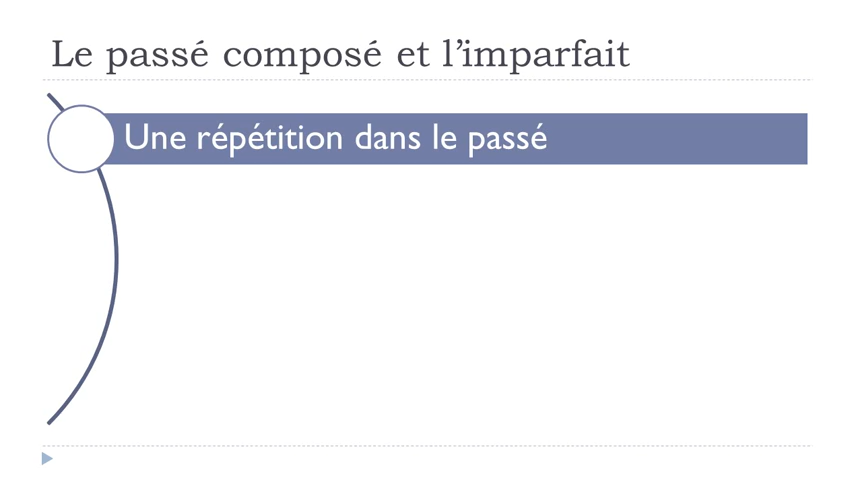 Le passé composé et l’imparfait
Une répétition dans le passé